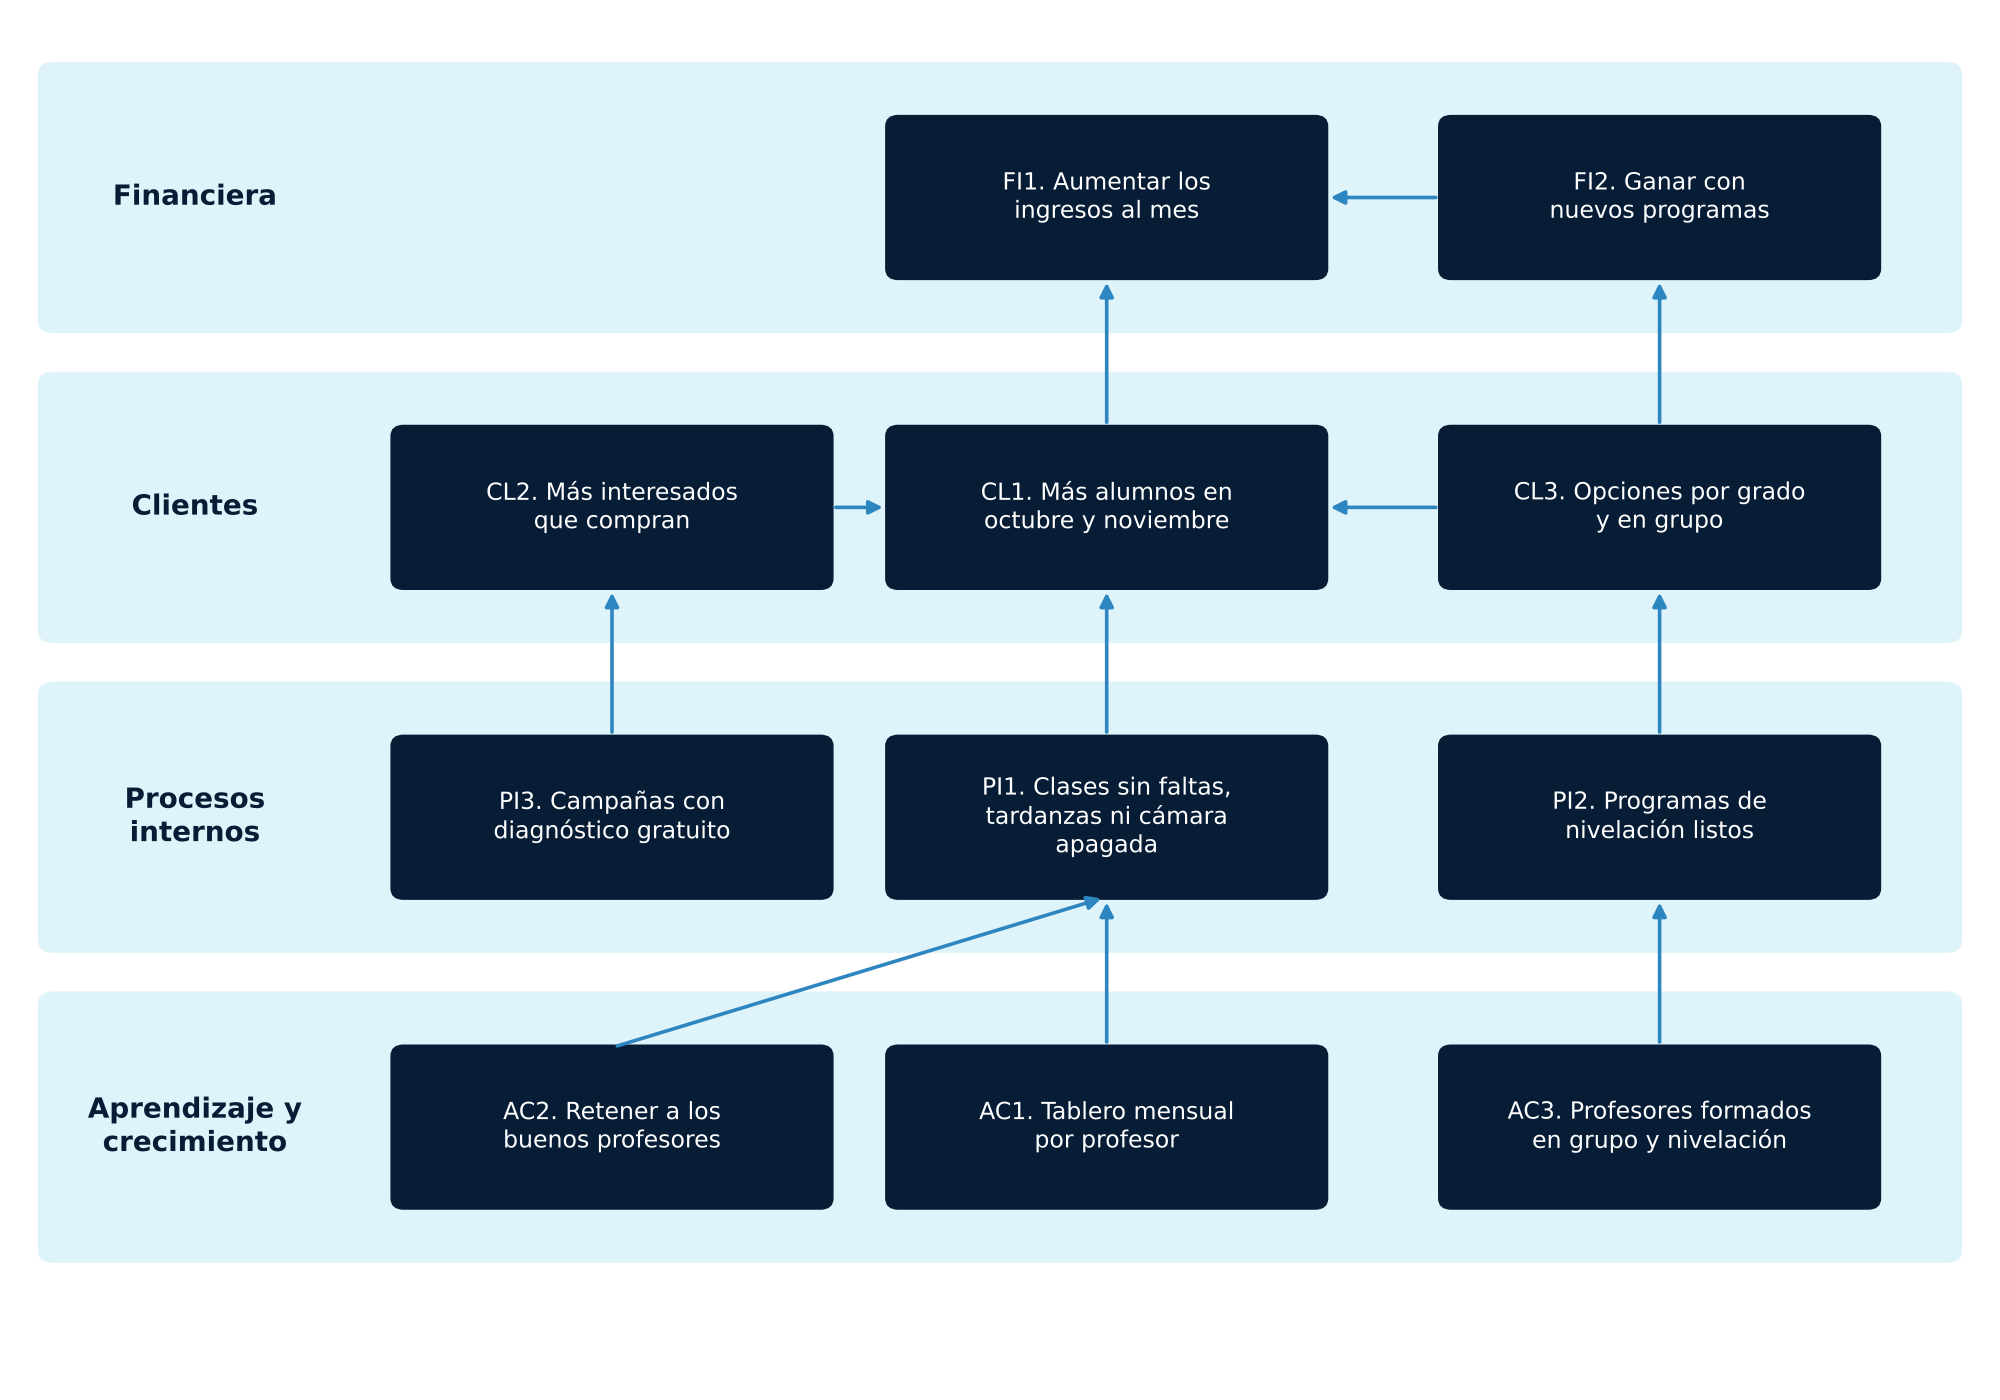 Financiera
FI1. Aumentar los
ingresos al mes
FI2. Ganar con
nuevos programas
Clientes
CL2. Más interesados
que compran
CL1. Más alumnos en
octubre y noviembre
CL3. Opciones por grado
y en grupo
Procesos
internos
PI3. Campañas con
diagnóstico gratuito
PI1. Clases sin faltas,
tardanzas ni cámara
apagada
PI2. Programas de
nivelación listos
Aprendizaje y
crecimiento
AC2. Retener a los
buenos profesores
AC1. Tablero mensual
por profesor
AC3. Profesores formados
en grupo y nivelación